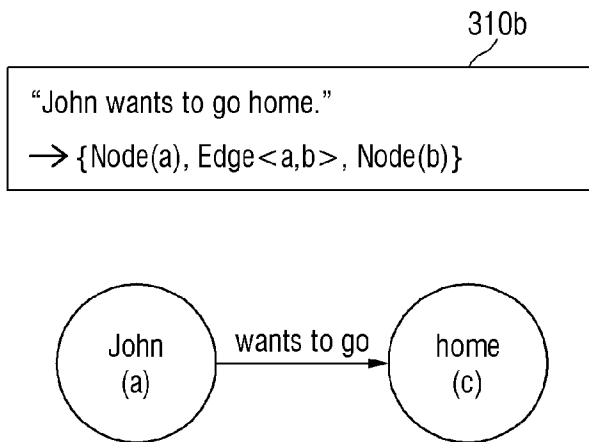 310b
“John wants to go home.”
→ {Node(a), Edge<a,b>, Node(b)}
John
(a)
wants to go
home
(c)